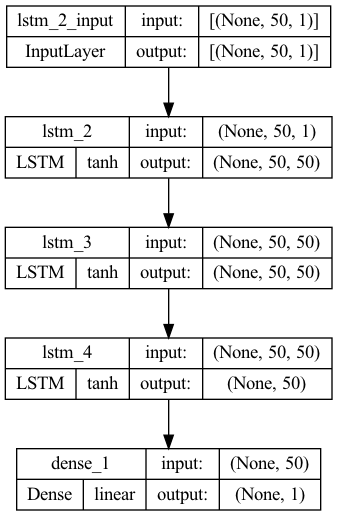 lstm_2_input input: [(None, 50, 1)]
InputLayer output: [(None, 50, 1)]
lstm_2 input: (None, 50, 1)
LSTM tanh output: (None, 50, 50)
lstm_3 input: (None, 50, 50)
LSTM tanh output: (None, 50, 50)
lstm_4 input: (None, 50, 50)
LSTM tanh output: (None, 50)
dense_1 input: (None, 50)
Dense linear output: (None, 1)